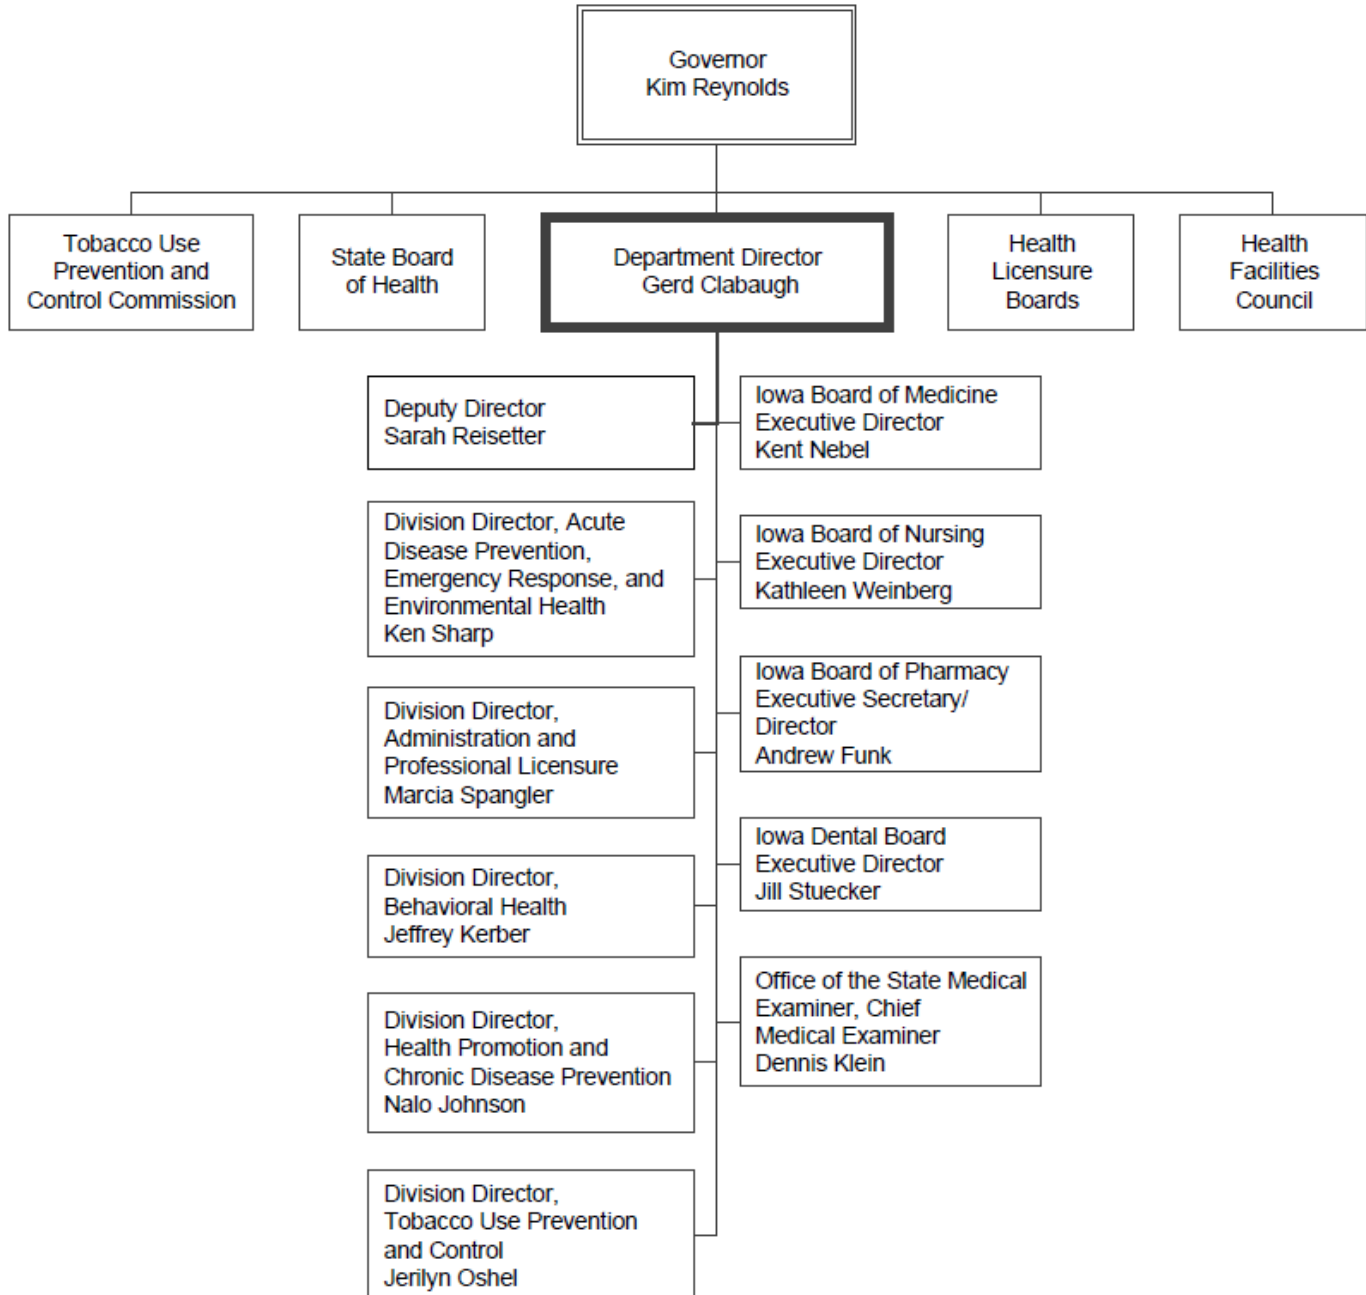 Governor
Kim Reynolds
Tobacco Use
Prevention and
Control Commission
State Board
of Health
Department Director
Gerd Clabaugh
Health
Licensure
Boards
Health
Facilities
Council
Deputy Director
Sarah Reisetter
Iowa Board of Medicine
Executive Director
Kent Nebel
Division Director, Acute
Disease Prevention,
Emergency Response, and
Environmental Health
Ken Sharp
Iowa Board of Nursing
Executive Director
Kathleen Weinberg
Division Director,
Administration and
Professional Licensure
Marcia Spangler
Iowa Board of Pharmacy
Executive Secretary/
Director
Andrew Funk
Division Director,
Behavioral Health
Jeffrey Kerber
Iowa Dental Board
Executive Director
Jill Stuecker
Division Director,
Health Promotion and
Chronic Disease Prevention
Nalo Johnson
Office of the State Medical
Examiner, Chief
Medical Examiner
Dennis Klein
Division Director,
Tobacco Use Prevention
and Control
Jerilyn Oshel